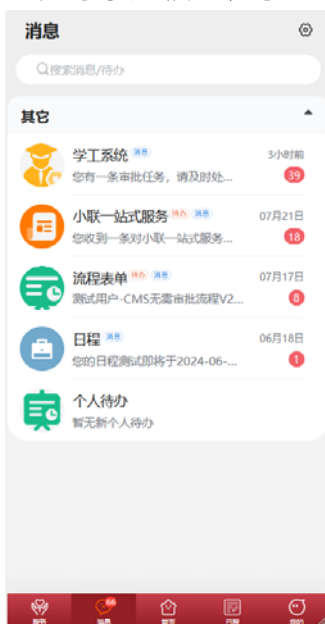 消息
搜索消息/待办
其它
学工系统 消息 3小时前
您有一条审批任务，请及时处... 39
小联一站式服务 待办 消息 07月21日
您收到一条对小联一站式服务... 18
流程表单 待办 消息 07月17日
测试用户-CMS无需审批流程V2... 8
日程 消息 06月18日
您的日程测试即将于2024-06-... 1
个人待办
暂无新个人待办
66
消息 首页 日程 我的